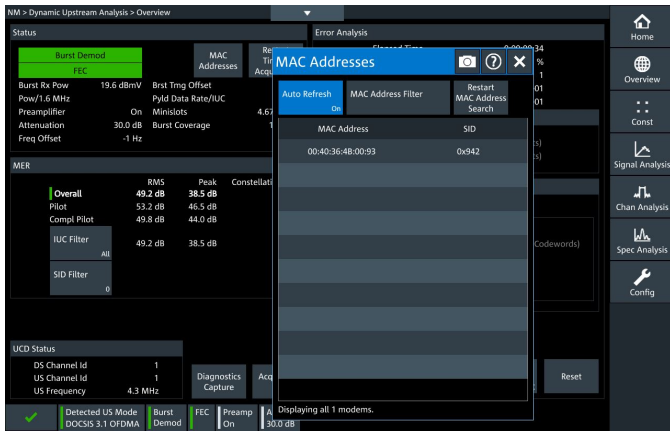 NM > Dynamic Upstream Analysis > Overview
Status
Error Analysis
Burst Demod
FEC
MAC Addresses
Burst Rx Pow 19.6 dBmV Brst Tmg Offset
Pow/1.6 MHz Pyld Data Rate/IUC
Preamplifier On Minislots 4.67
Attenuation 30.0 dB Burst Coverage 1
Freq Offset -1 Hz
MER
RMS Peak
Overall 49.2 dB 38.5 dB
Pilot 53.2 dB 46.5 dB
Compl Pilot 49.8 dB 44.0 dB
IUC Filter All 49.2 dB 38.5 dB
SID Filter 0
UCD Status
DS Channel Id 1
US Channel Id 1
US Frequency 4.3 MHz
Diagnostics Capture
%
1
01
01
Codewords)
Reset
MAC Addresses
Auto Refresh On
MAC Address Filter
Restart MAC Address Search
MAC Address SID
00:40:36:4B:00:93 0x942
Displaying all 1 modems.
Home
Overview
Const
Signal Analysis
Chan Analysis
Spec Analysis
Config
Detected US Mode DOCSIS 3.1 OFDMA
Burst Demod
FEC
Preamp On
30.0 dB